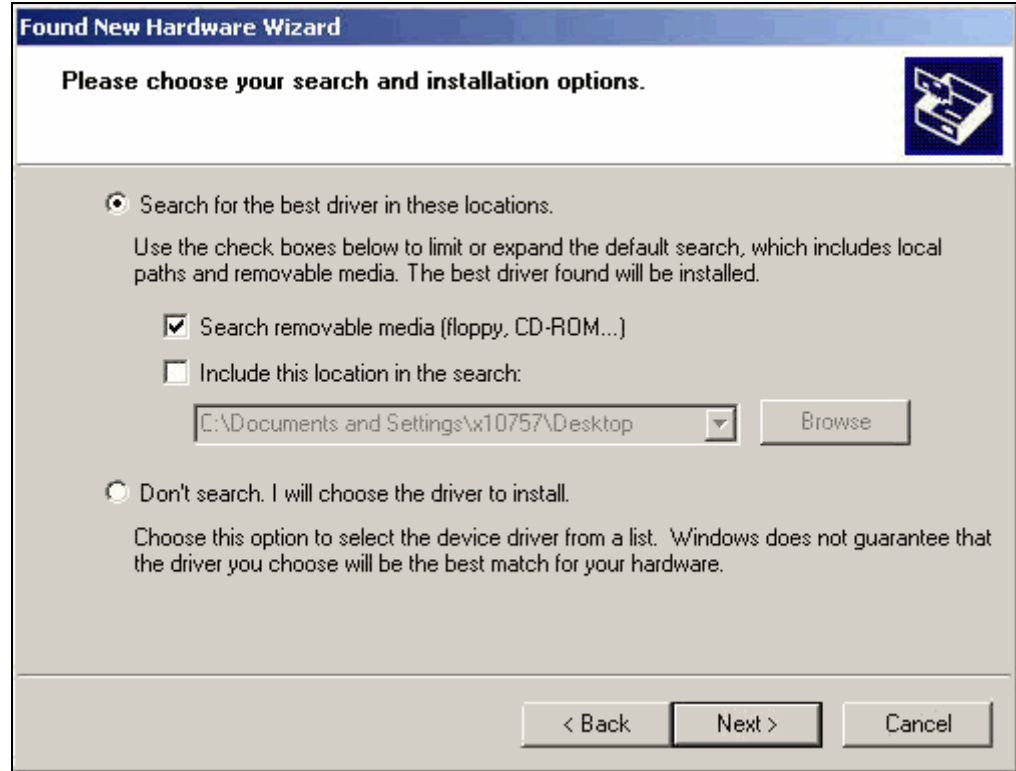 Found New Hardware Wizard
Please choose your search and installation options.
Search for the best driver in these locations.
Use the check boxes below to limit or expand the default search, which includes local
paths and removable media. The best driver found will be installed.
Search removable media (floppy, CD-ROM...)
Include this location in the search:
C:\Documents and Settings\x10757\Desktop
Browse
Don't search. I will choose the driver to install.
Choose this option to select the device driver from a list. Windows does not guarantee that
the driver you choose will be the best match for your hardware.
< Back Next > Cancel